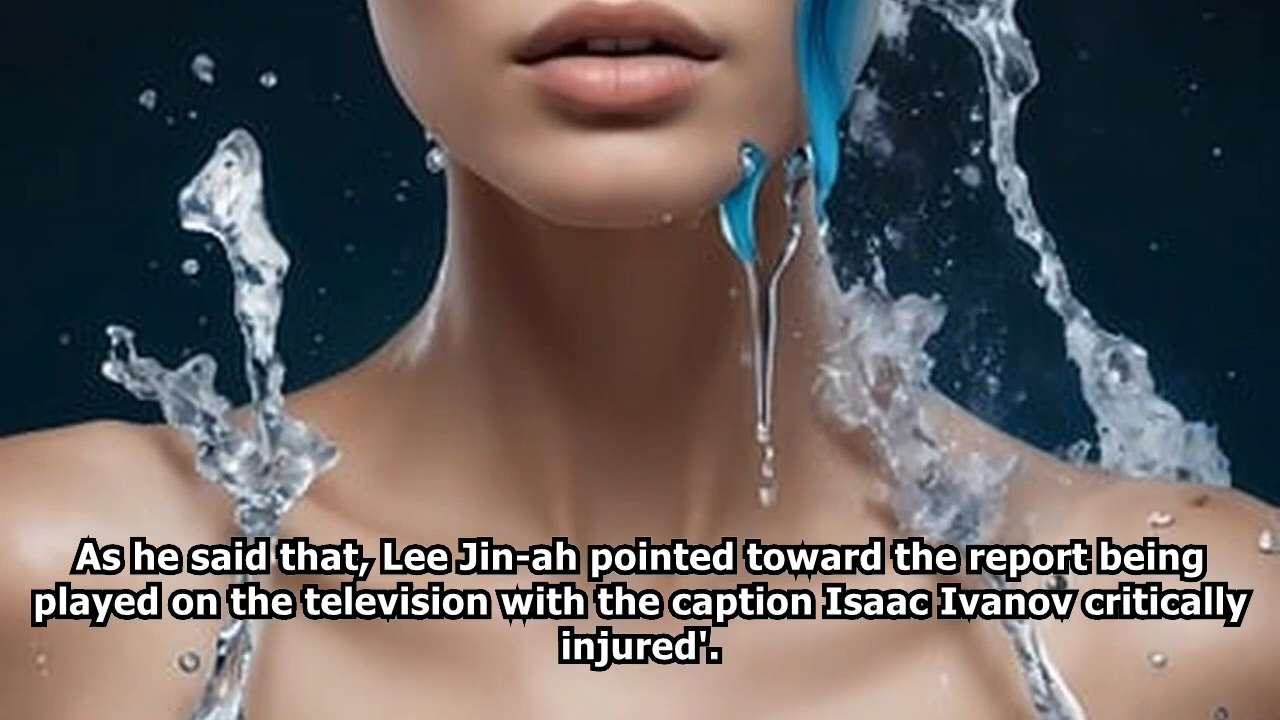 As he said that, Lee Jin-ah pointed toward the report being
played on the television with the caption Isaac Ivanov critically
injured'.